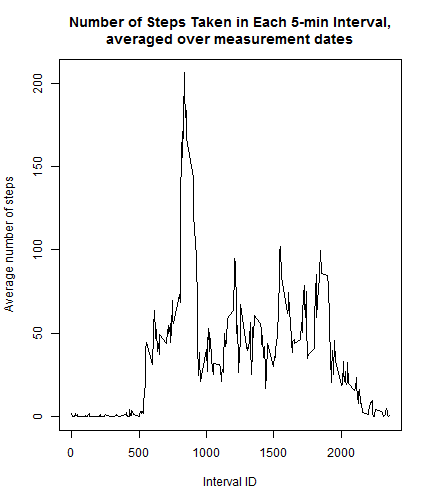 Number of Steps Taken in Each 5-min Interval,
averaged over measurement dates
200
150
100
50
0
Average number of steps
0 500 1000 1500 2000
Interval ID